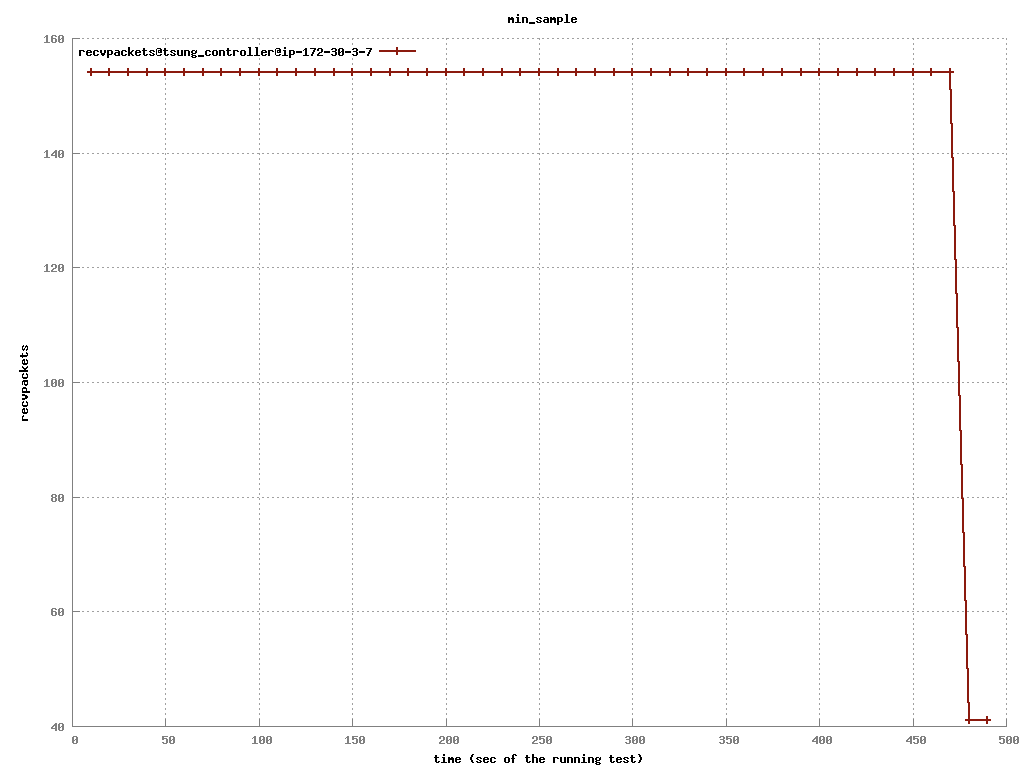 min_sample
160
recvpackets@tsung_controller@ip-172-30-3-7
140
120
100
80
60
40
recvpackets
0 50 100 150 200 250 300 350 400 450 500
time (sec of the running test)